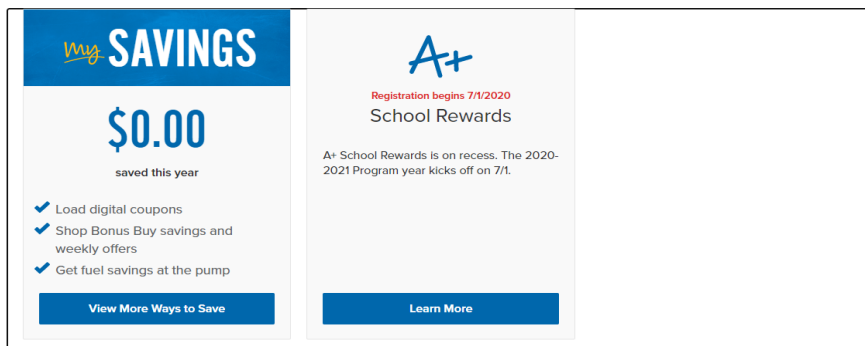 My SAVINGS
$0.00
saved this year
Load digital coupons
Shop Bonus Buy savings and
weekly offers
Get fuel savings at the pump
View More Ways to Save
A+
Registration begins 7/1/2020
School Rewards
A+ School Rewards is on recess. The 2020-
2021 Program year kicks off on 7/1.
Learn More